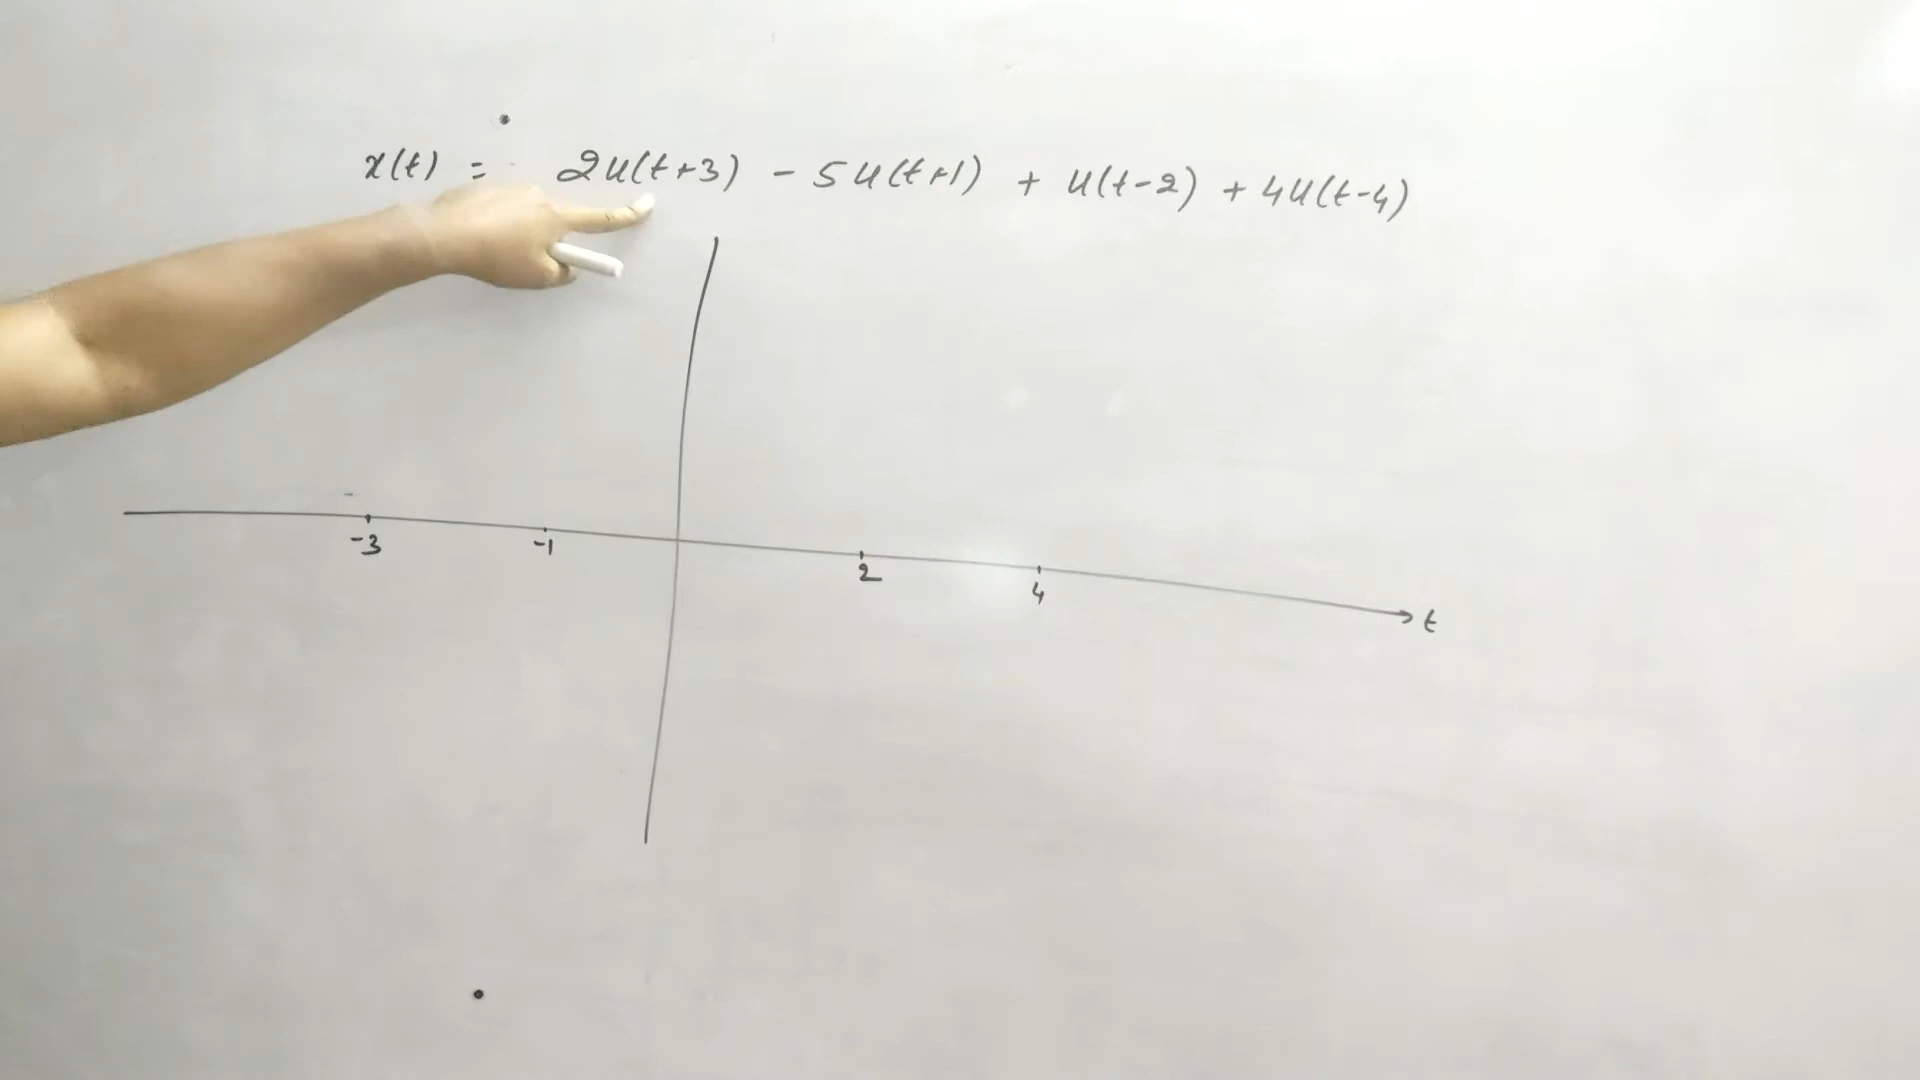 x(t) = 2u(t+3) - 5u(t+1) + u(t-2) + 4u(t-4)
-3 -1 2 4 t